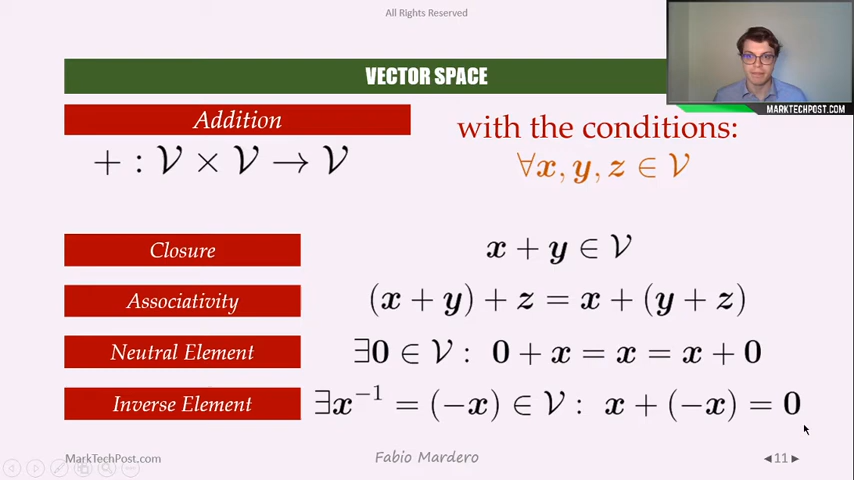 All Rights Reserved
VECTOR SPACE
MARKTECHPOST.COM
Addition
with the conditions:
+ : 𝒱 × 𝒱 → 𝒱
∀x, y, z ∈ 𝒱
Closure
x + y ∈ 𝒱
Associativity
(x + y) + z = x + (y + z)
Neutral Element
∃0 ∈ 𝒱 : 0 + x = x = x + 0
Inverse Element
∃x⁻¹ = (−x) ∈ 𝒱 : x + (−x) = 0
MarkTechPost.com
Fabio Mardero
◄11►